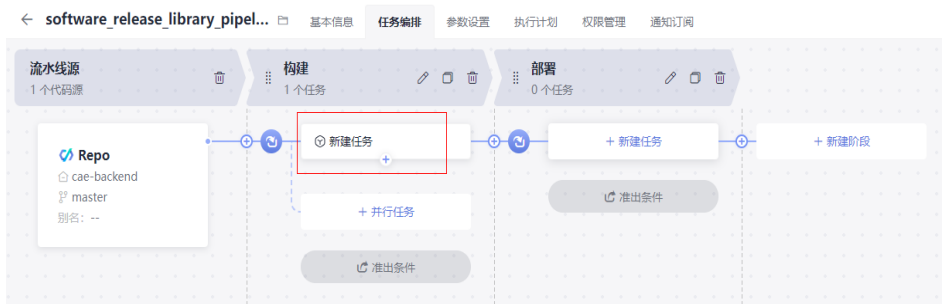 software_release_library_pipel... 基本信息 任务编排 参数设置 执行计划 权限管理 通知订阅
流水线源 构建 部署
1 个代码源 1 个任务 0 个任务
Repo 新建任务 + 新建任务 + 新建阶段
cae-backend
master
别名: --
+ 并行任务
准出条件
准出条件